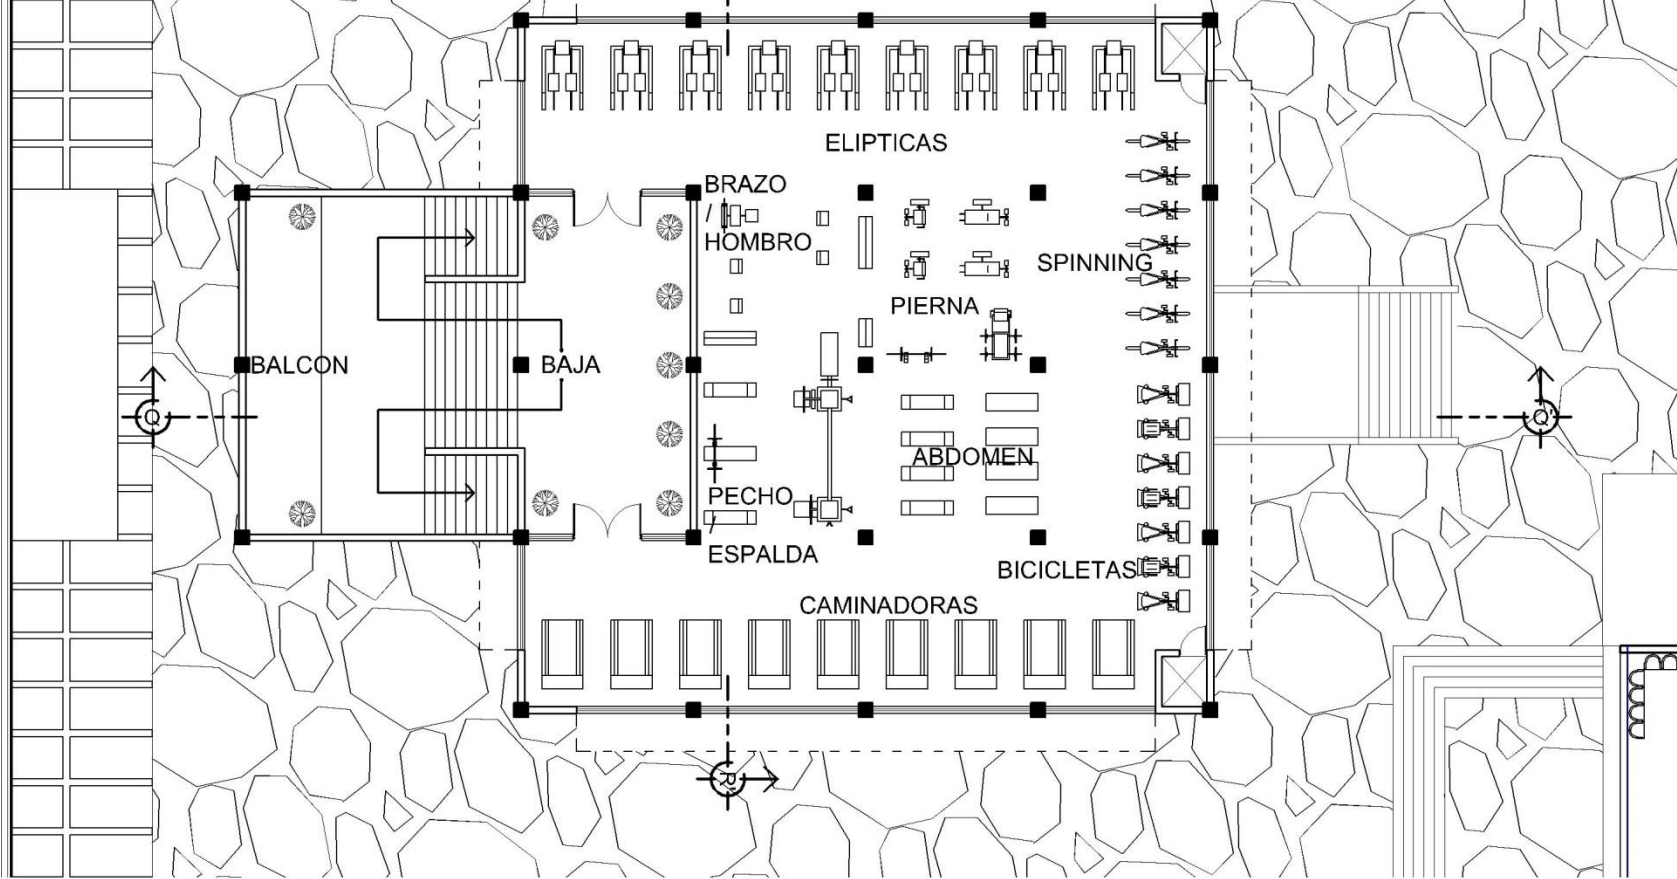 ELIPTICAS
BRAZO
/
HOMBRO
SPINNING
PIERNA
BALCON
BAJA
Q
Q'
ABDOMEN
PECHO
/
ESPALDA
BICICLETAS
CAMINADORAS
R'